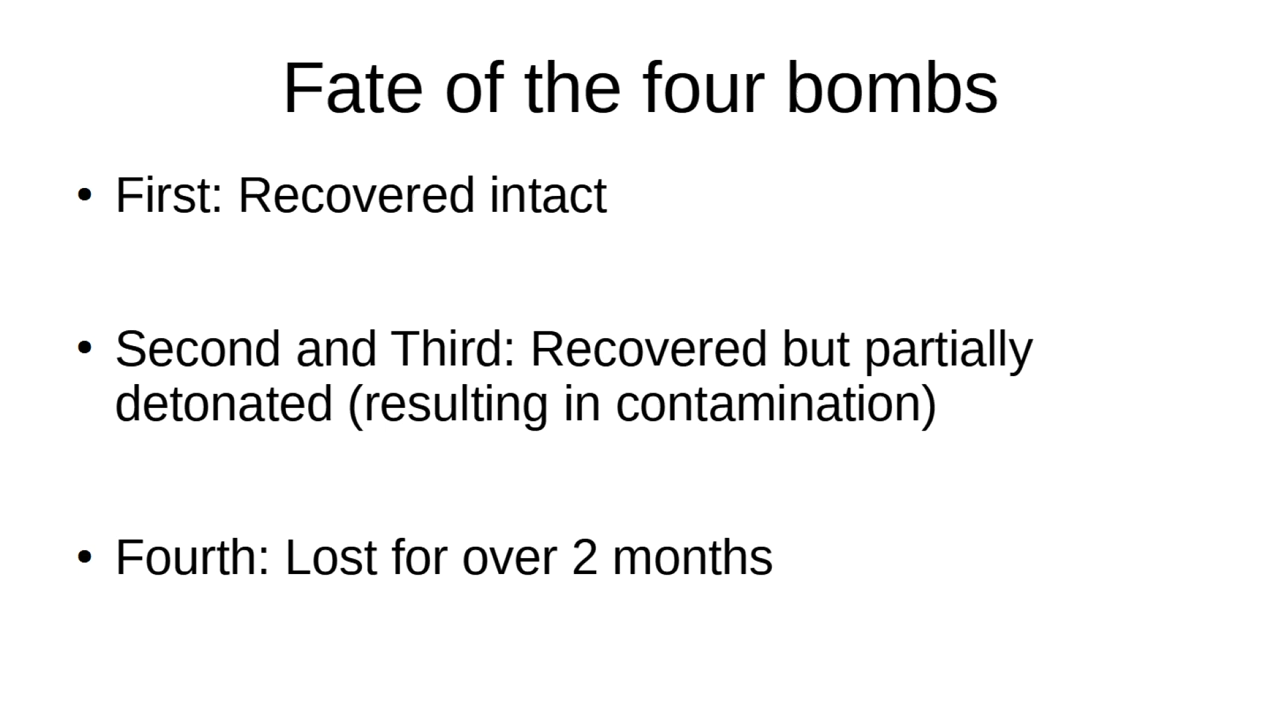 Fate of the four bombs
• First: Recovered intact
• Second and Third: Recovered but partially
detonated (resulting in contamination)
• Fourth: Lost for over 2 months